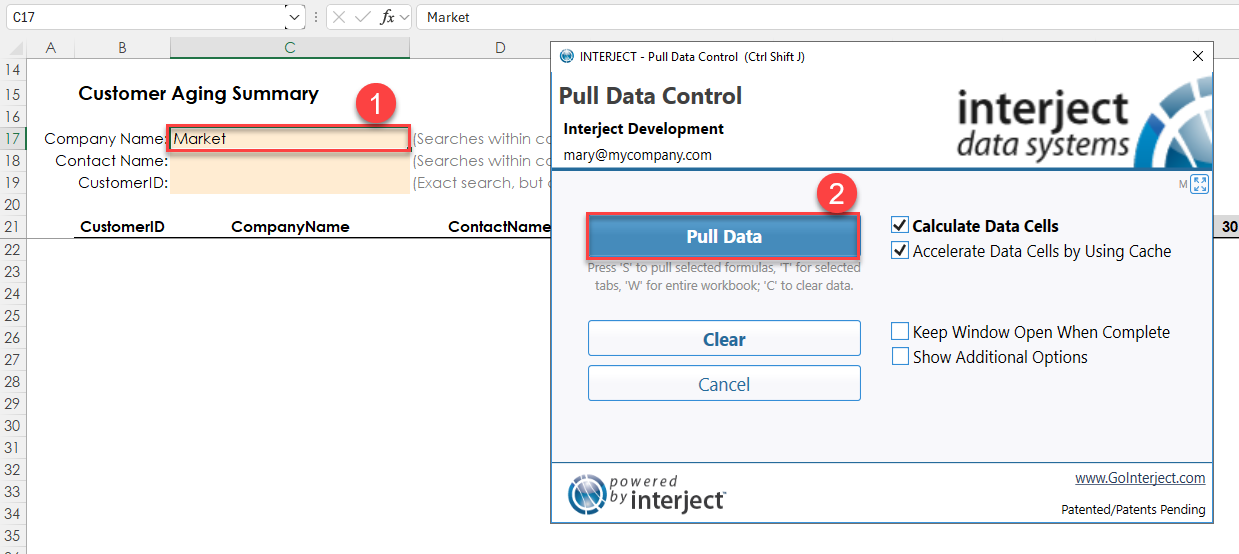 C17
fx
Market
A B C D
14
15 Customer Aging Summary
16
1
17 Company Name: Market (Searches within co
18 Contact Name: (Searches within co
19 CustomerID: (Exact search, but
20
21 CustomerID CompanyName ContactName 30
22
23
24
25
26
27
28
29
30
31
32
33
34
35
INTERJECT - Pull Data Control (Ctrl Shift J)
Pull Data Control
Interject Development
mary@mycompany.com
interject
data systems
M
2
Pull Data
Press 'S' to pull selected formulas, 'T' for selected
tabs, 'W' for entire workbook; 'C' to clear data.
Clear
Cancel
Calculate Data Cells
Accelerate Data Cells by Using Cache
Keep Window Open When Complete
Show Additional Options
powered
by interject
www.GoInterject.com
Patented/Patents Pending